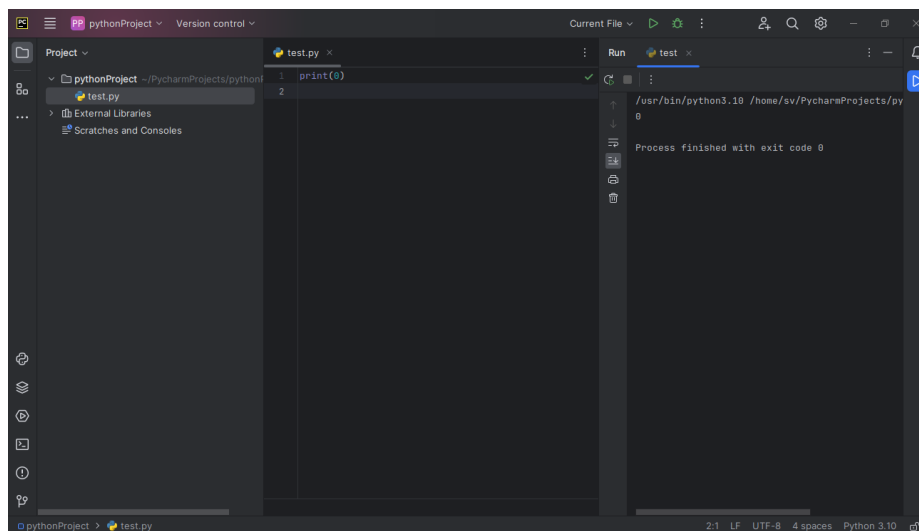 PC PP pythonProject Version control Current File
Project
pythonProject ~/PycharmProjects/python
test.py
External Libraries
Scratches and Consoles
test.py
1 print(0)
2
Run test
/usr/bin/python3.10 /home/sv/PycharmProjects/py
0
Process finished with exit code 0
pythonProject > test.py 2:1 LF UTF-8 4 spaces Python 3.10